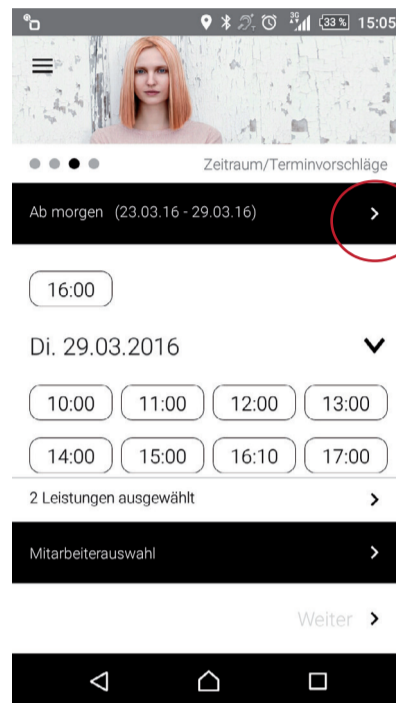 3G 33 % 15:05
Zeitraum/Terminvorschläge
Ab morgen (23.03.16 - 29.03.16)
16:00
Di. 29.03.2016
10:00 11:00 12:00 13:00
14:00 15:00 16:10 17:00
2 Leistungen ausgewählt
Mitarbeiterauswahl
Weiter